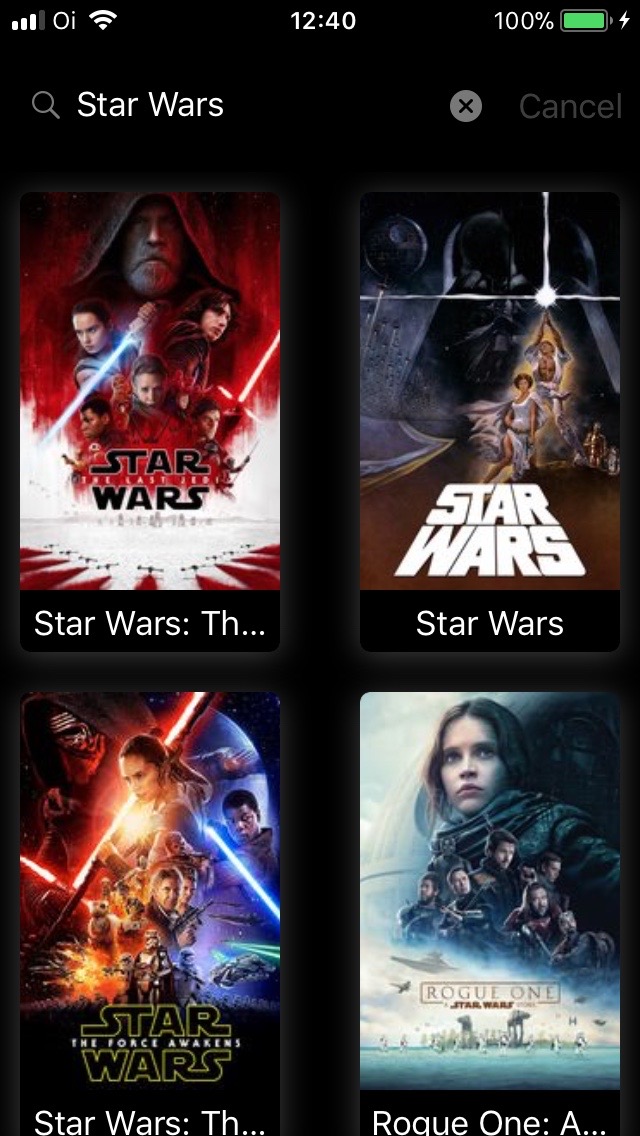 Oi 12:40 100%
Star Wars Cancel
STAR
THE LAST JEDI
WARS
STAR
WARS
Star Wars: Th...
Star Wars
STAR
THE FORCE AWAKENS
WARS
ROGUE ONE
A STAR WARS STORY
Star Wars: Th...
Rogue One: A...